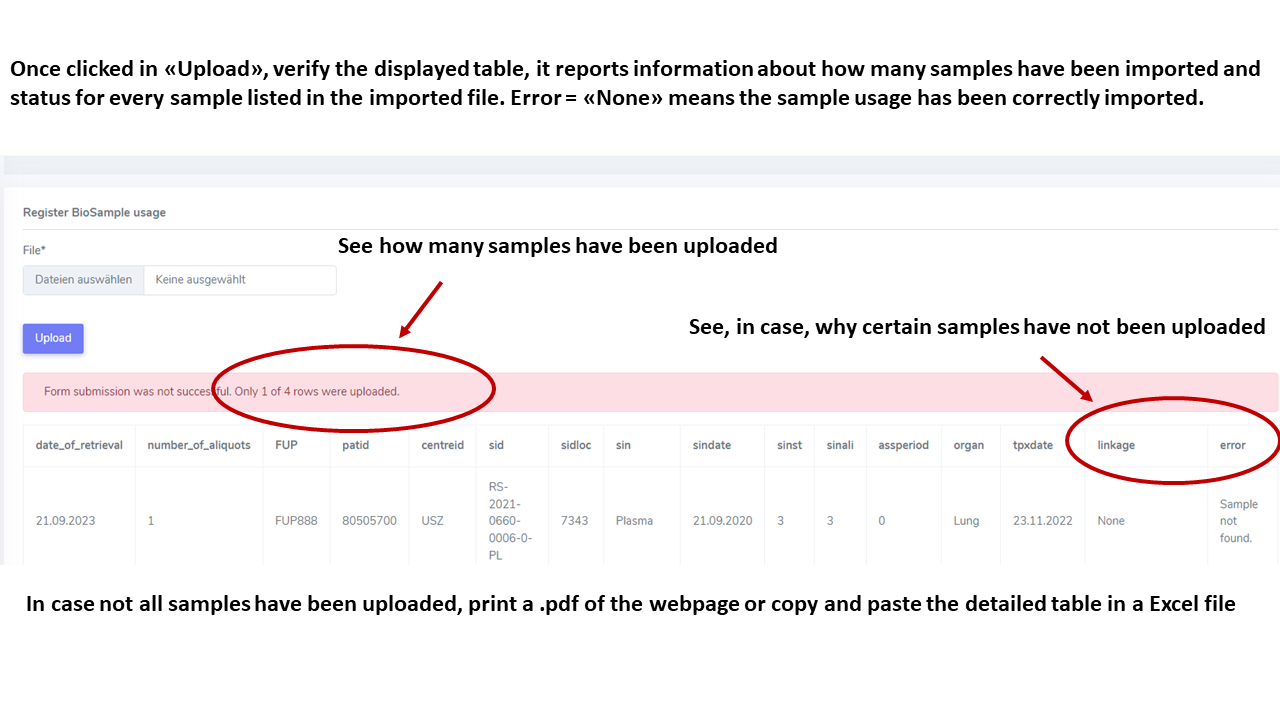 Once clicked in «Upload», verify the displayed table, it reports information about how many samples have been imported and
status for every sample listed in the imported file. Error = «None» means the sample usage has been correctly imported.
Register BioSample usage
File*
See how many samples have been uploaded
Dateien auswählen Keine ausgewählt
See, in case, why certain samples have not been uploaded
Upload
Form submission was not successful. Only 1 of 4 rows were uploaded.
date_of_retrieval number_of_aliquots FUP patid centreid sid sidloc sin sindate sinst sinali assperiod organ tpxdate linkage error
21.09.2023 1 FUP888 80505700 USZ RS-
2021-
0660-
0006-0-
PL
7343 Plasma 21.09.2020 3 3 0 Lung 23.11.2022 None Sample
not
found.
In case not all samples have been uploaded, print a .pdf of the webpage or copy and paste the detailed table in a Excel file